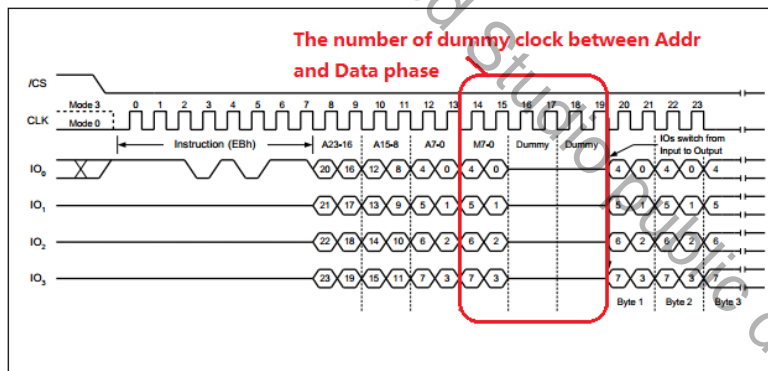 The number of dummy clock between Addr
and Data phase
/CS
Mode 3 0 1 2 3 4 5 6 7 8 9 10 11 12 13 14 15 16 17 18 19 20 21 22 23
CLK Mode 0
Instruction (EBh) A23-16 A15-8 A7-0 M7-0 Dummy Dummy IOs switch from
Input to Output
IO0 20 16 12 8 4 0 4 0 4 0 4 0 4
IO1 21 17 13 9 5 1 5 1 5 1 5 1 5
IO2 22 18 14 10 6 2 6 2 6 2 6 2 6
IO3 23 19 15 11 7 3 7 3 7 3 7 3 7
Byte 1 Byte 2 Byte 3
Studiopublic